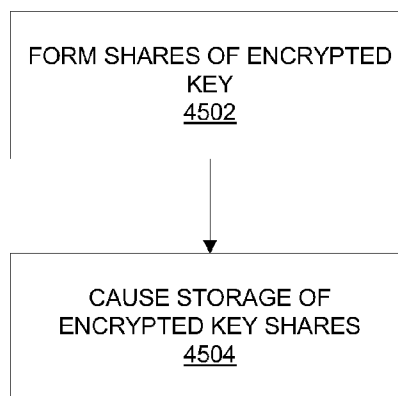 FORM SHARES OF ENCRYPTED
KEY
4502
CAUSE STORAGE OF
ENCRYPTED KEY SHARES
4504